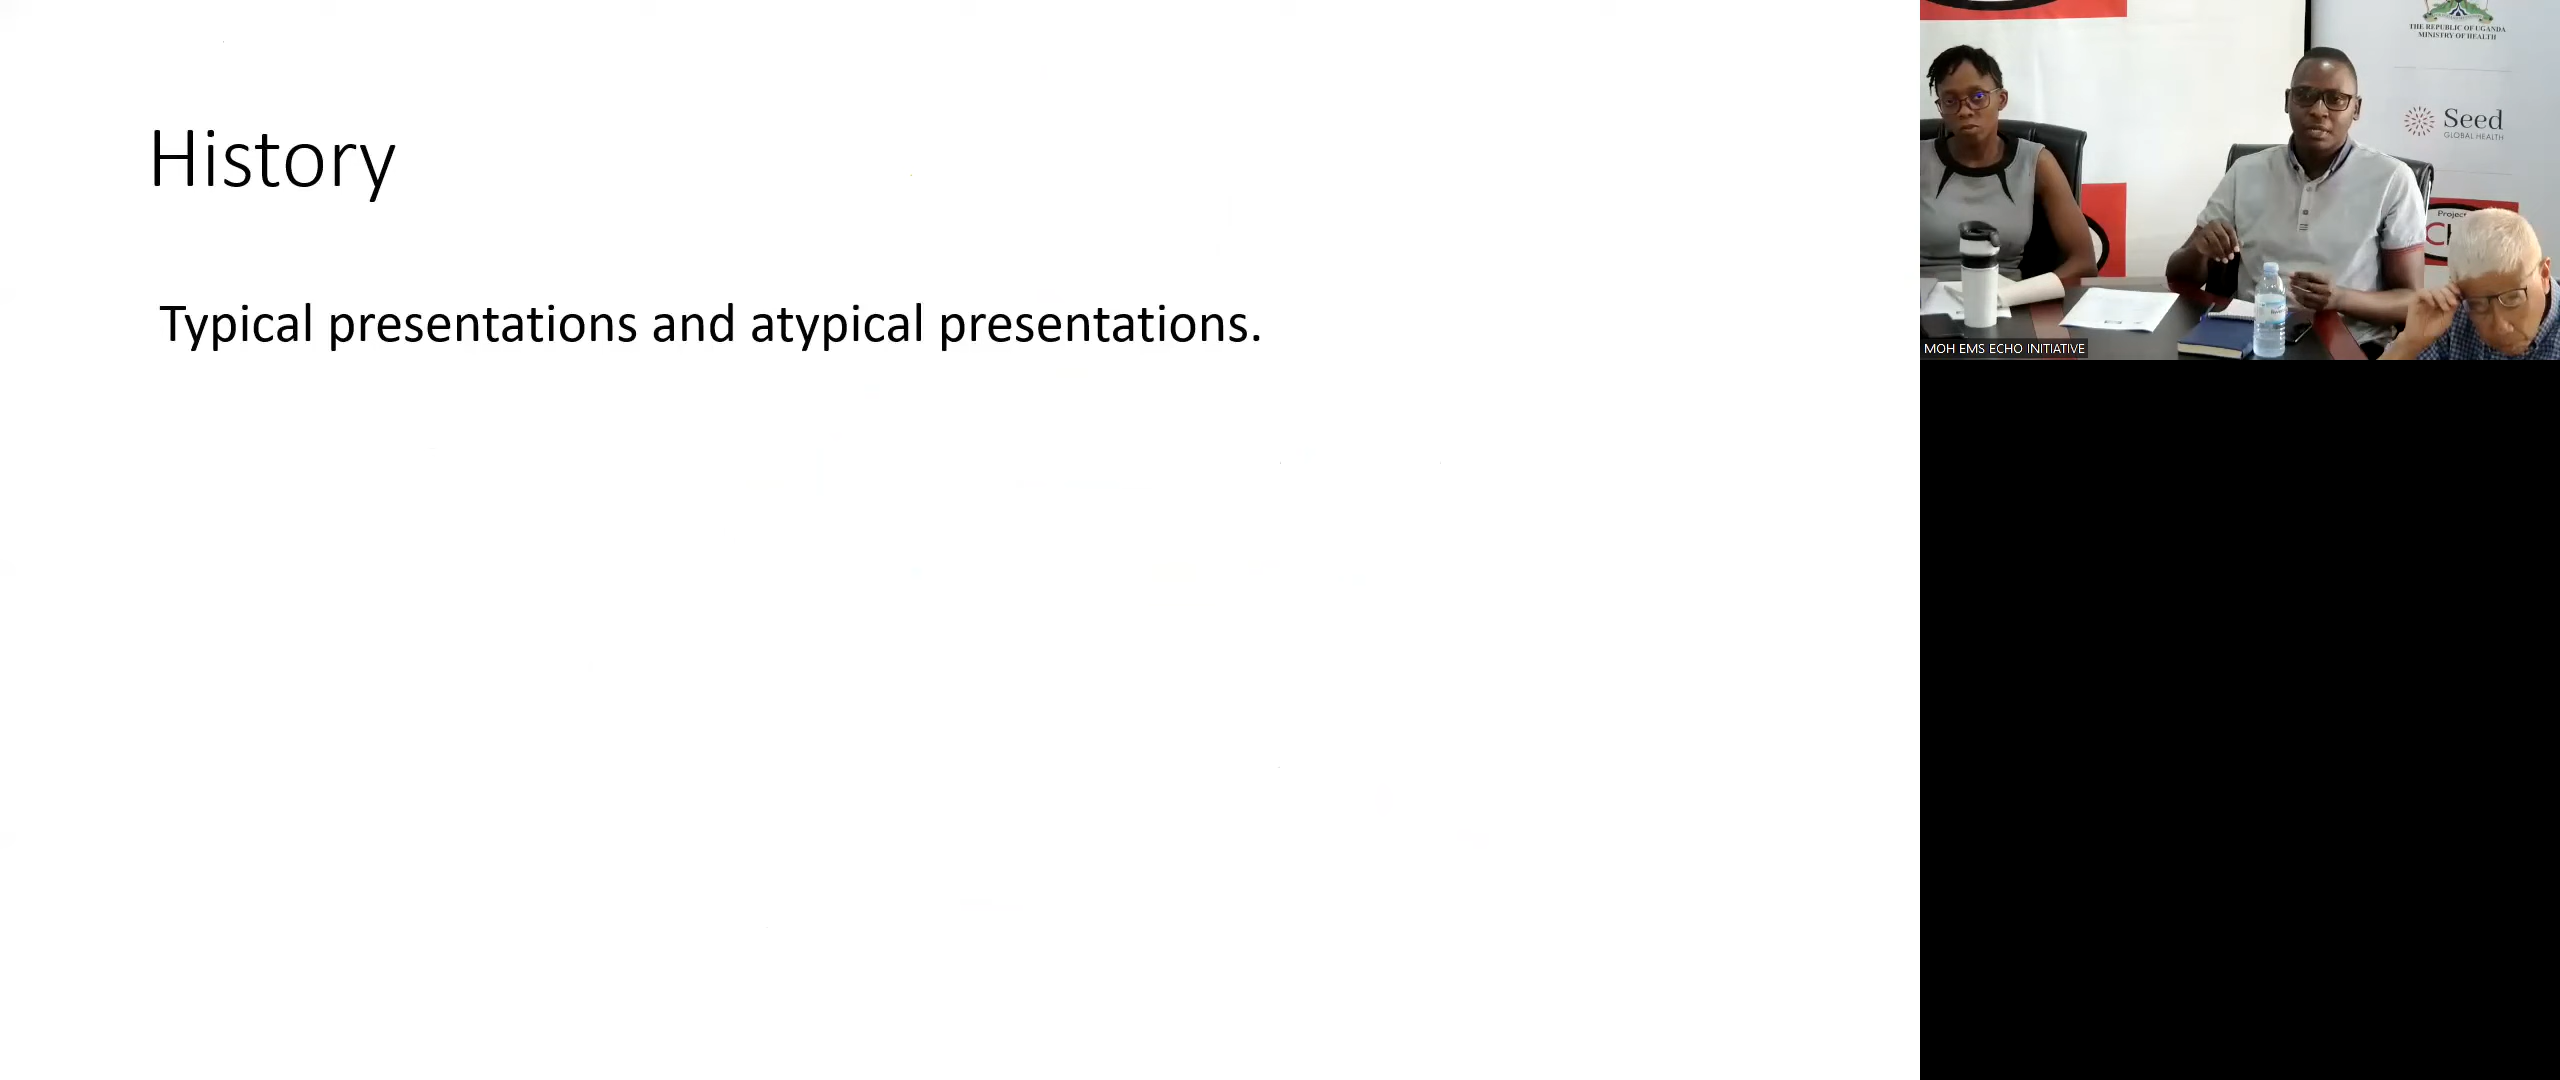 History
Typical presentations and atypical presentations.
THE REPUBLIC OF UGANDA
MINISTRY OF HEALTH
Seed
GLOBAL HEALTH
Project
MOH EMS ECHO INITIATIVE